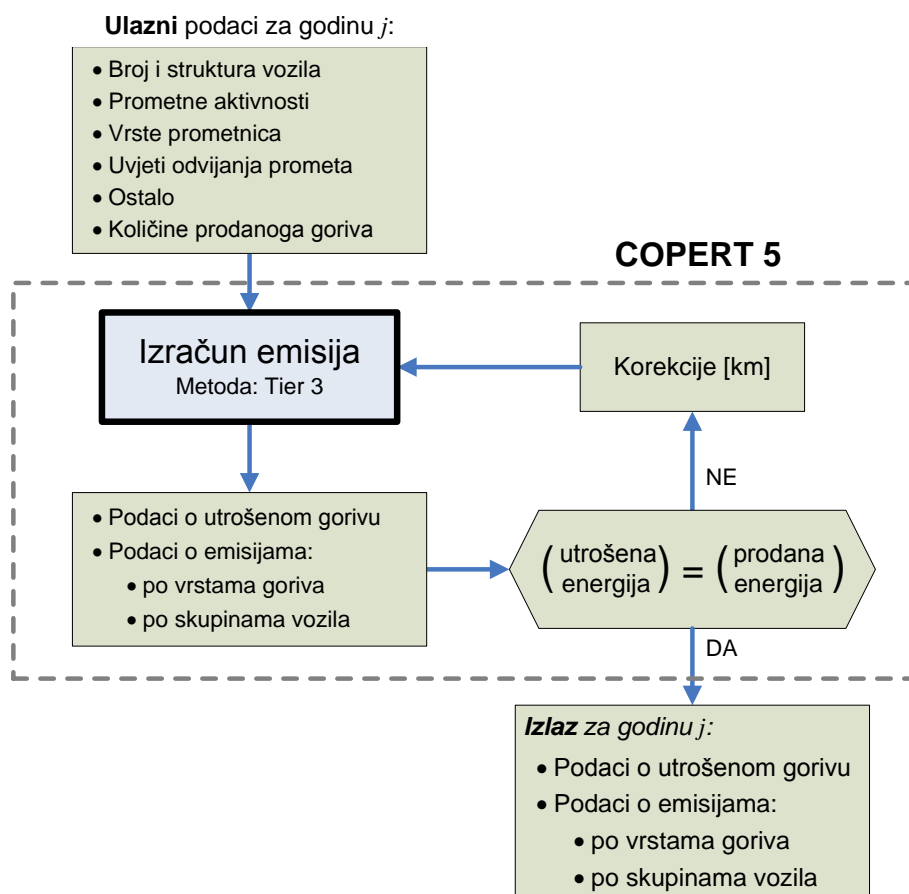 Ulazni podaci za godinu j:
• Broj i struktura vozila
• Prometne aktivnosti
• Vrste prometnica
• Uvjeti odvijanja prometa
• Ostalo
• Količine prodanoga goriva
COPERT 5
Izračun emisija
Metoda: Tier 3
Korekcije [km]
NE
• Podaci o utrošenom gorivu
• Podaci o emisijama:
• po vrstama goriva
• po skupinama vozila
(utrošena energija) = (prodana energija)
DA
Izlaz za godinu j:
• Podaci o utrošenom gorivu
• Podaci o emisijama:
• po vrstama goriva
• po skupinama vozila